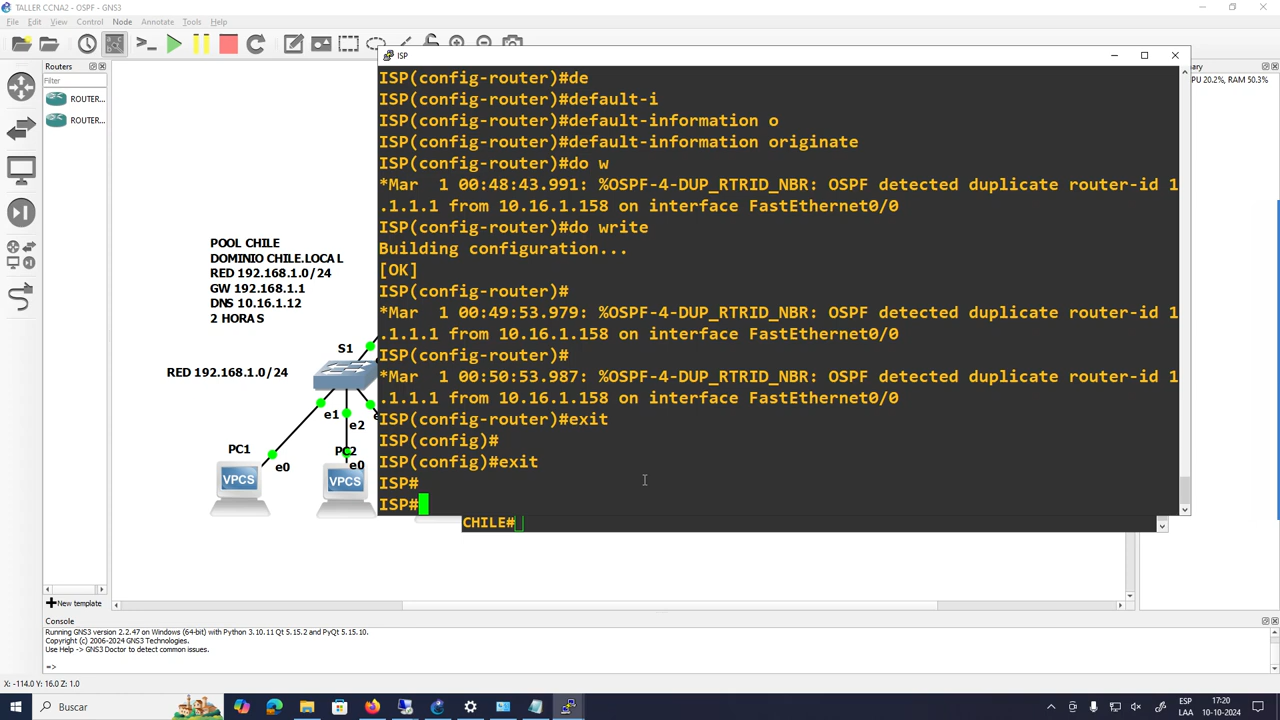 TALLER CCNA2 - OSPF - GNS3
File Edit View Control Node Annotate Tools Help
Routers
Filter
ROUTER...
ROUTER...
New template
ISP
ISP(config-router)#de
ISP(config-router)#default-i
ISP(config-router)#default-information o
ISP(config-router)#default-information originate
ISP(config-router)#do w
*Mar  1 00:48:43.991: %OSPF-4-DUP_RTRID_NBR: OSPF detected duplicate router-id 1
.1.1.1 from 10.16.1.158 on interface FastEthernet0/0
ISP(config-router)#do write
Building configuration...
[OK]
ISP(config-router)#
*Mar  1 00:49:53.979: %OSPF-4-DUP_RTRID_NBR: OSPF detected duplicate router-id 1
.1.1.1 from 10.16.1.158 on interface FastEthernet0/0
ISP(config-router)#
*Mar  1 00:50:53.987: %OSPF-4-DUP_RTRID_NBR: OSPF detected duplicate router-id 1
.1.1.1 from 10.16.1.158 on interface FastEthernet0/0
ISP(config-router)#exit
ISP(config)#
ISP(config)#exit
ISP#
ISP#
CHILE#
ary
PU 20.2%, RAM 50.3%
POOL CHILE
DOMINIO CHILE.LOCAL
RED 192.168.1.0/24
GW 192.168.1.1
DNS 10.16.1.12
2 HORAS
S1
RED 192.168.1.0/24
e1
e2
PC1
e0
VPCS
PC2
e0
VPCS
Console
Running GNS3 version 2.2.47 on Windows (64-bit) with Python 3.10.11 Qt 5.15.2 and PyQt 5.15.10.
Copyright (c) 2006-2024 GNS3 Technologies.
Use Help -> GNS3 Doctor to detect common issues.
=>
X: -114.0 Y: 16.0 Z: 1.0
Buscar
ESP
LAA
17:20
10-10-2024